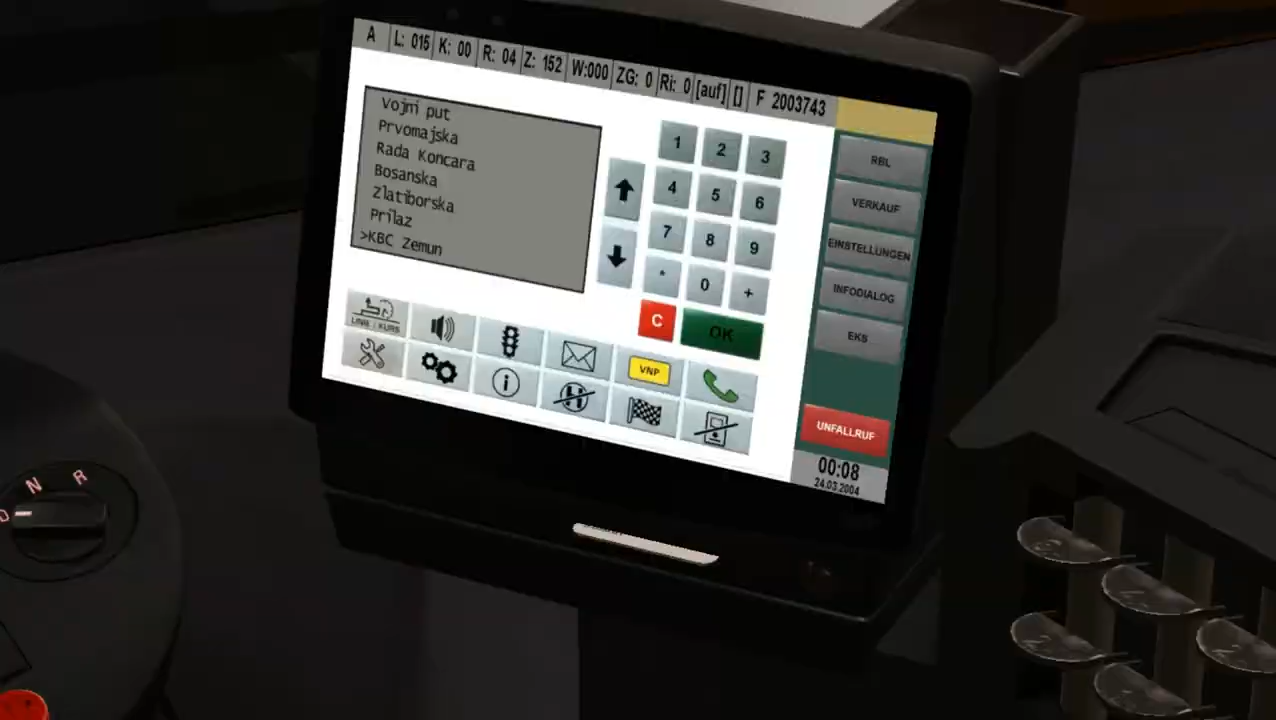 A L: 015 K: 00 R: 04 Z: 152 W:000 ZG: 0 Ri: 0 [auf] [] F 2003743
Vojni put
Prvomajska
Rada Koncara
Bosanska
Zlatiborska
Prilaz
>KBC Zemun
1 2 3
4 5 6
7 8 9
* 0 +
C OK
LINIE / KURS
VNP
RBL
VERKAUF
EINSTELLUNGEN
INFODIALOG
EKS
UNFALLRUF
00:08
24.03.2004
D N R